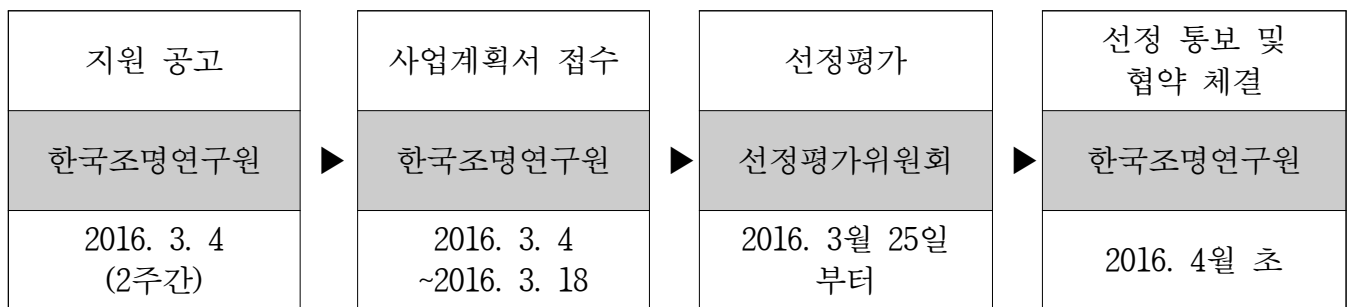 지원 공고
한국조명연구원
2016. 3. 4
(2주간)
▶
사업계획서 접수
한국조명연구원
2016. 3. 4
~2016. 3. 18
▶
선정평가
선정평가위원회
2016. 3월 25일
부터
▶
선정 통보 및
협약 체결
한국조명연구원
2016. 4월 초